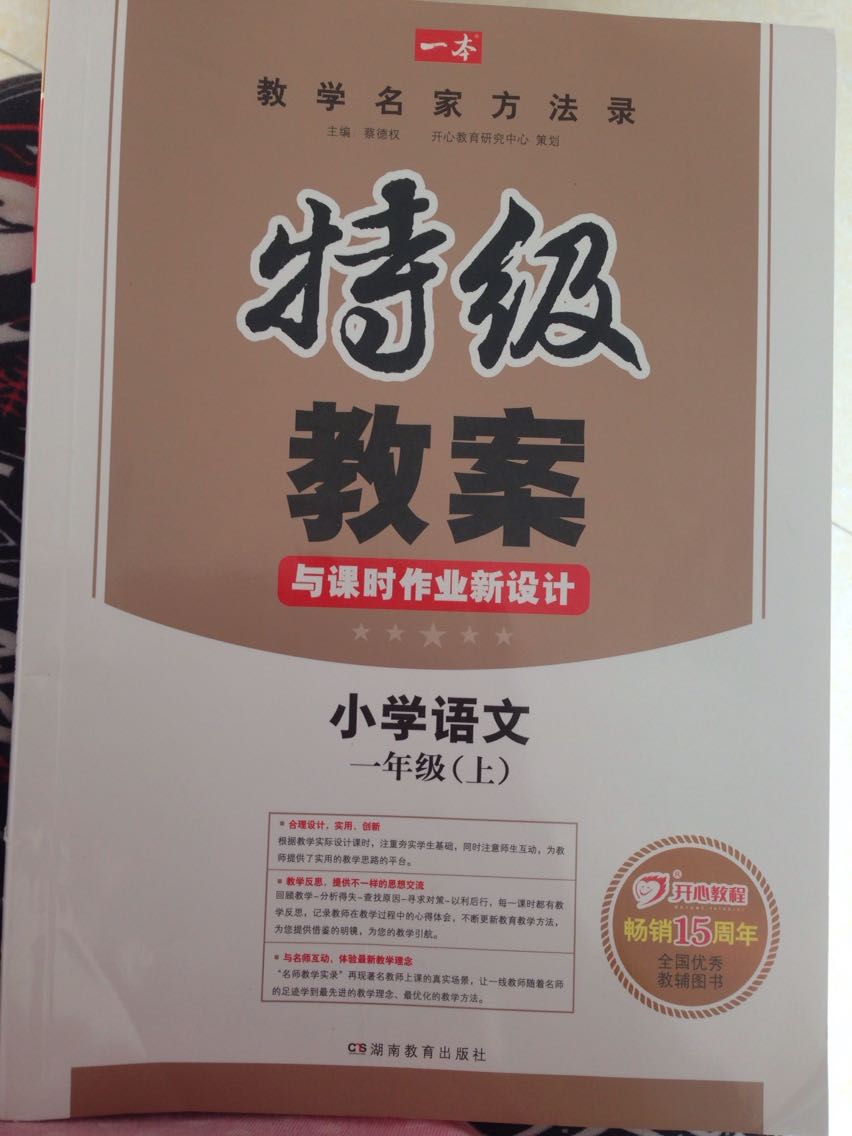 一本
教学名家方法录
主编 蔡德权 开心教育研究中心 策划
特级
教案
与课时作业新设计
小学语文
一年级(上)
合理设计,实用、创新
根据教学实际设计课时,注重夯实学生基础,同时注意师生互动,为教
师提供了实用的教学思路的平台。
教学反思,提供不一样的思想交流
回顾教学-分析得失-查找原因-寻求对策-以利后行,每一课时都有教
学反思,记录教师在教学过程中的心得体会,不断更新教育教学方法,
为您提供借鉴的明镜,为您的教学引航。
与名师互动、体验最新教学理念
“名师教学实录”再现著名教师上课的真实场景,让一线教师随着名师
的足迹学到最先进的教学理念、最优化的教学方法。
开心教程
畅销15周年
全国优秀
教辅图书
湖南教育出版社